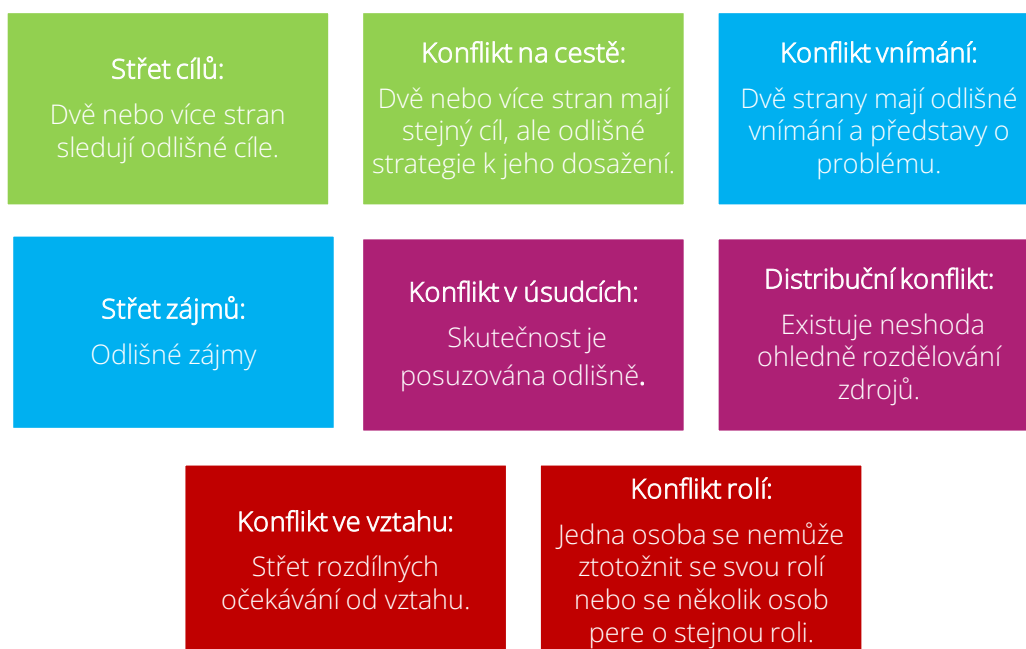 Střet cílů:
Dvě nebo více stran
sledují odlišné cíle.
Konflikt na cestě:
Dvě nebo více stran mají
stejný cíl, ale odlišné
strategie k jeho dosažení.
Konflikt vnímání:
Dvě strany mají odlišné
vnímání a představy o
problému.
Střet zájmů:
Odlišné zájmy
Konflikt v úsudcích:
Skutečnost je
posuzována odlišně.
Distribuční konflikt:
Existuje neshoda
ohledně rozdělování
zdrojů.
Konflikt ve vztahu:
Střet rozdílných
očekávání od vztahu.
Konflikt rolí:
Jedna osoba se nemůže
ztotožnit se svou rolí
nebo se několik osob
pere o stejnou roli.